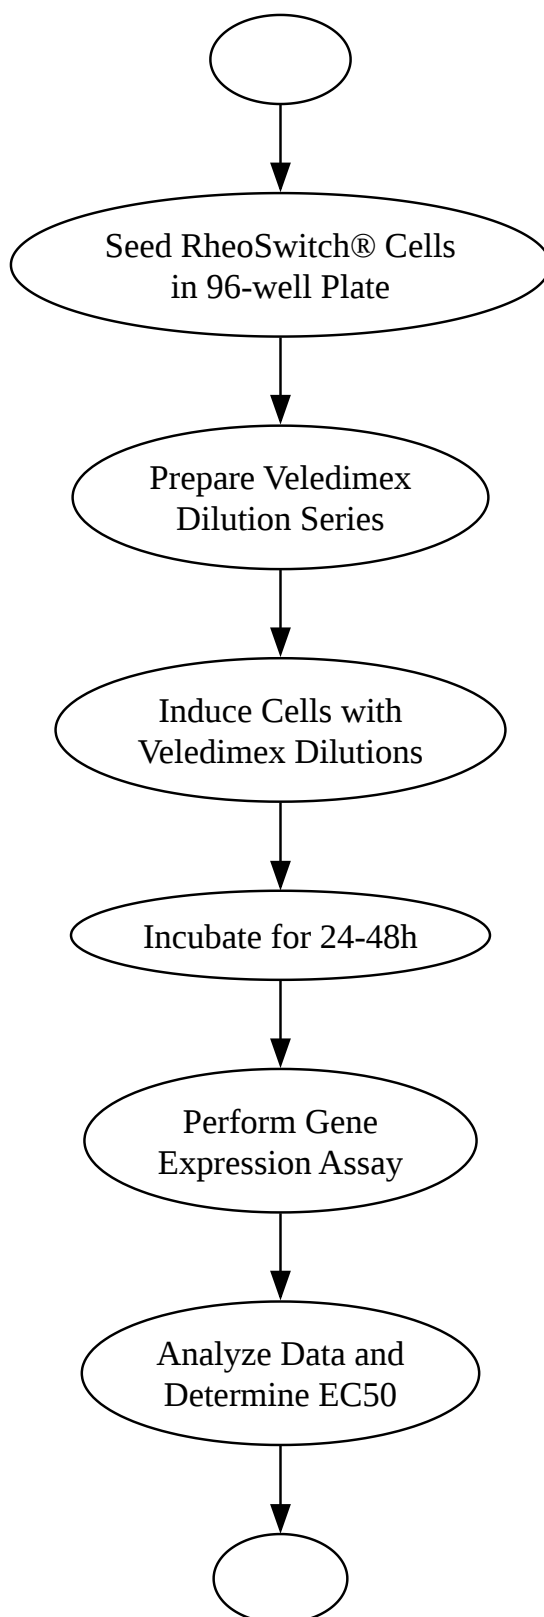 Seed RheoSwitch® Cells
in 96-well Plate
Prepare Veledimex
Dilution Series
Induce Cells with
Veledimex Dilutions
Incubate for 24-48h
Perform Gene
Expression Assay
Analyze Data and
Determine EC50